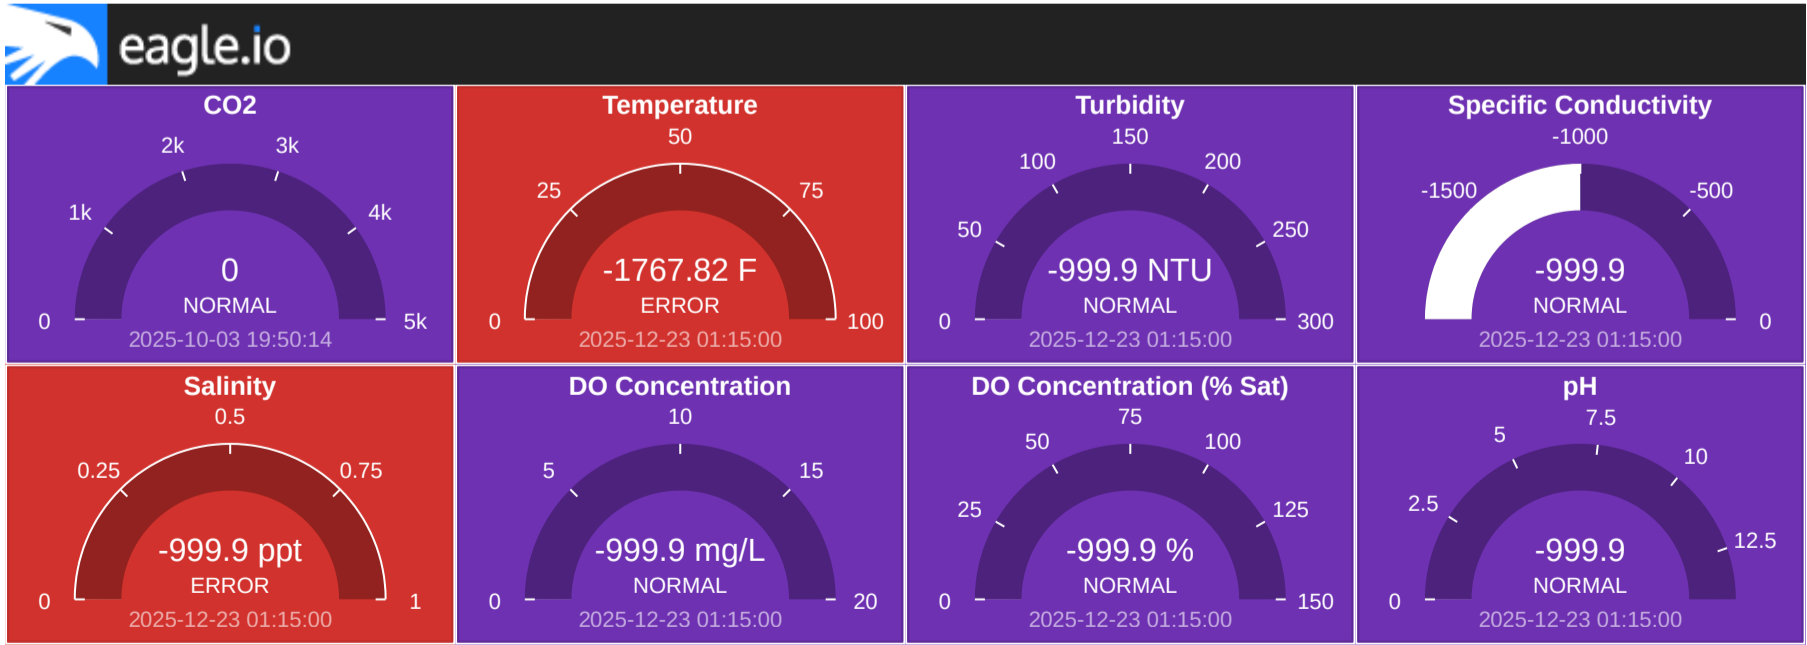 eagle.io
CO2
2k
3k
1k
4k
0
NORMAL
0
5k
2025-10-03 19:50:14
Temperature
50
25
75
-1767.82 F
ERROR
0
100
2025-12-23 01:15:00
Turbidity
150
100
200
50
250
-999.9 NTU
NORMAL
0
300
2025-12-23 01:15:00
Specific Conductivity
-1000
-1500
-500
-999.9
NORMAL
0
2025-12-23 01:15:00
Salinity
0.5
0.25
0.75
-999.9 ppt
ERROR
0
1
2025-12-23 01:15:00
DO Concentration
10
5
15
-999.9 mg/L
NORMAL
0
20
2025-12-23 01:15:00
DO Concentration (% Sat)
75
50
100
25
125
-999.9 %
NORMAL
0
150
2025-12-23 01:15:00
pH
7.5
5
10
2.5
12.5
-999.9
NORMAL
0
2025-12-23 01:15:00